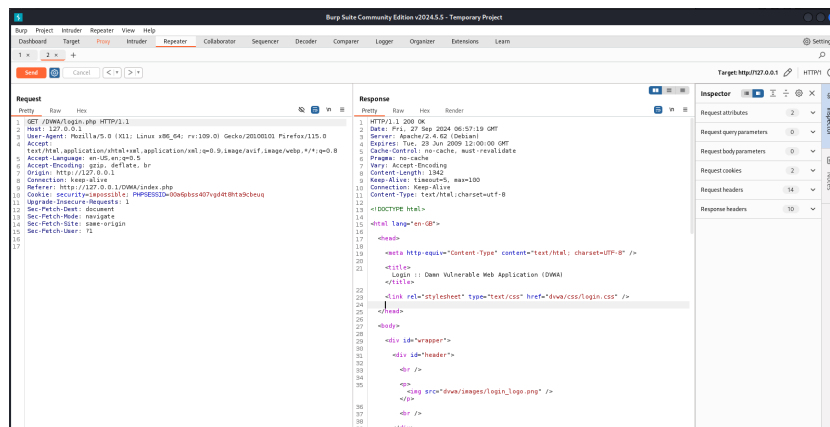 Burp Suite Community Edition v2024.5.5 - Temporary Project
Burp Project Intruder Repeater View Help
Dashboard Target Proxy Intruder Repeater Collaborator Sequencer Decoder Comparer Logger Organizer Extensions Learn
1 × 2 × +
Send Cancel
Target: http://127.0.0.1 HTTP/1
Request
Pretty Raw Hex
1 GET /DVWA/login.php HTTP/1.1
2 Host: 127.0.0.1
3 User-Agent: Mozilla/5.0 (X11; Linux x86_64; rv:109.0) Gecko/20100101 Firefox/115.0
4 Accept:
text/html,application/xhtml+xml,application/xml;q=0.9,image/avif,image/webp,*/*;q=0.8
5 Accept-Language: en-US,en;q=0.5
6 Accept-Encoding: gzip, deflate, br
7 Origin: http://127.0.0.1
8 Connection: keep-alive
9 Referer: http://127.0.0.1/DVWA/index.php
10 Cookie: security=impossible; PHPSESSID=00a6pbss407vgd4t0hta9cbeuq
11 Upgrade-Insecure-Requests: 1
12 Sec-Fetch-Dest: document
13 Sec-Fetch-Mode: navigate
14 Sec-Fetch-Site: same-origin
15 Sec-Fetch-User: ?1
16
17
Response
Pretty Raw Hex Render
1 HTTP/1.1 200 OK
2 Date: Fri, 27 Sep 2024 06:57:19 GMT
3 Server: Apache/2.4.62 (Debian)
4 Expires: Tue, 23 Jun 2009 12:00:00 GMT
5 Cache-Control: no-cache, must-revalidate
6 Pragma: no-cache
7 Vary: Accept-Encoding
8 Content-Length: 1342
9 Keep-Alive: timeout=5, max=100
10 Connection: Keep-Alive
11 Content-Type: text/html;charset=utf-8
12
13 <!DOCTYPE html>
14
15 <html lang="en-GB">
16
17 <head>
18
19 <meta http-equiv="Content-Type" content="text/html; charset=UTF-8" />
20
21 <title>
Login :: Damn Vulnerable Web Application (DVWA)
</title>
22
23 <link rel="stylesheet" type="text/css" href="dvwa/css/login.css" />
24
25 </head>
26
27 <body>
28
29 <div id="wrapper">
30
31 <div id="header">
32
33 <br />
34
35 <p>
<img src="dvwa/images/login_logo.png" />
</p>
36
37 <br />
38
Inspector
Request attributes 2
Request query parameters 0
Request body parameters 0
Request cookies 2
Request headers 14
Response headers 10